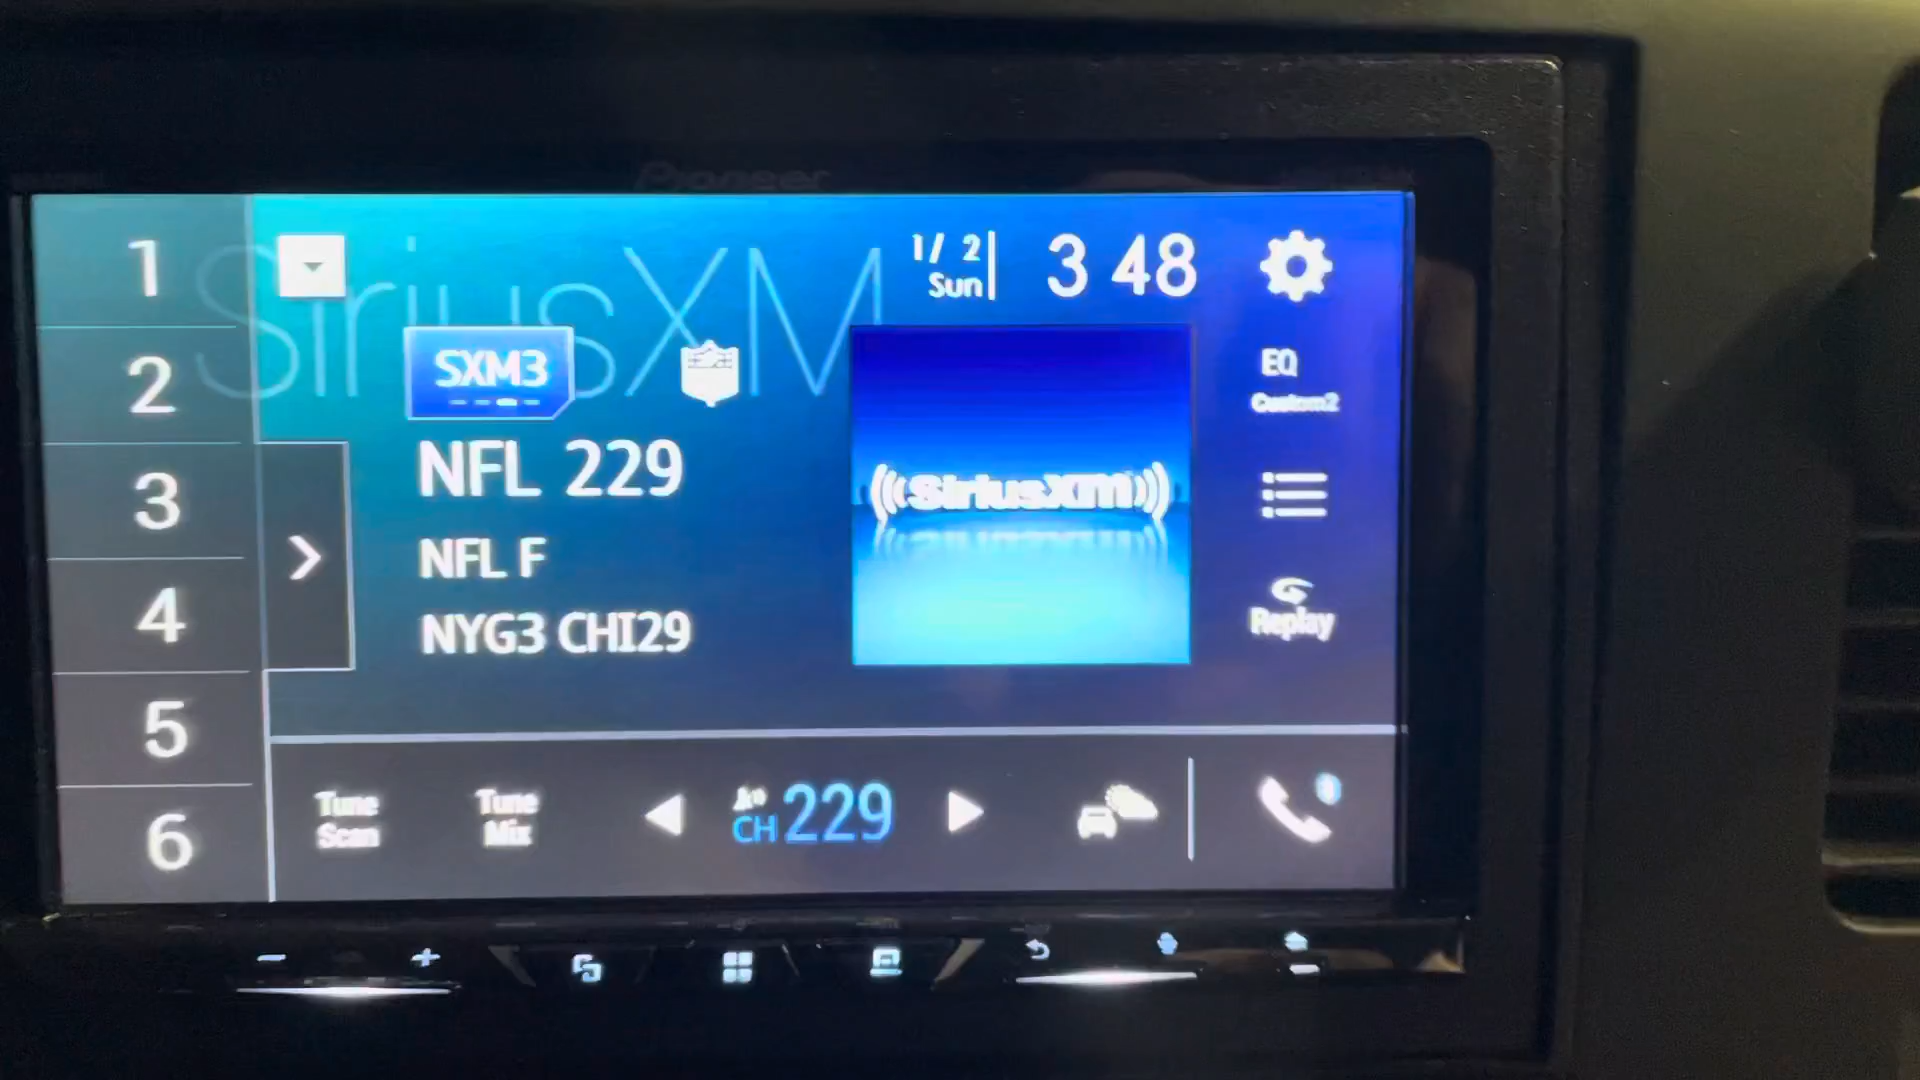 Pioneer
SiriusXM
1/ 2
Sun
3 48
SXM3
NFL 229
NFL F
NYG3 CHI29
SiriusXM
EQ
Custom2
Replay
1
2
3
4
5
6
Tune
Scan
Tune
Mix
CH 229